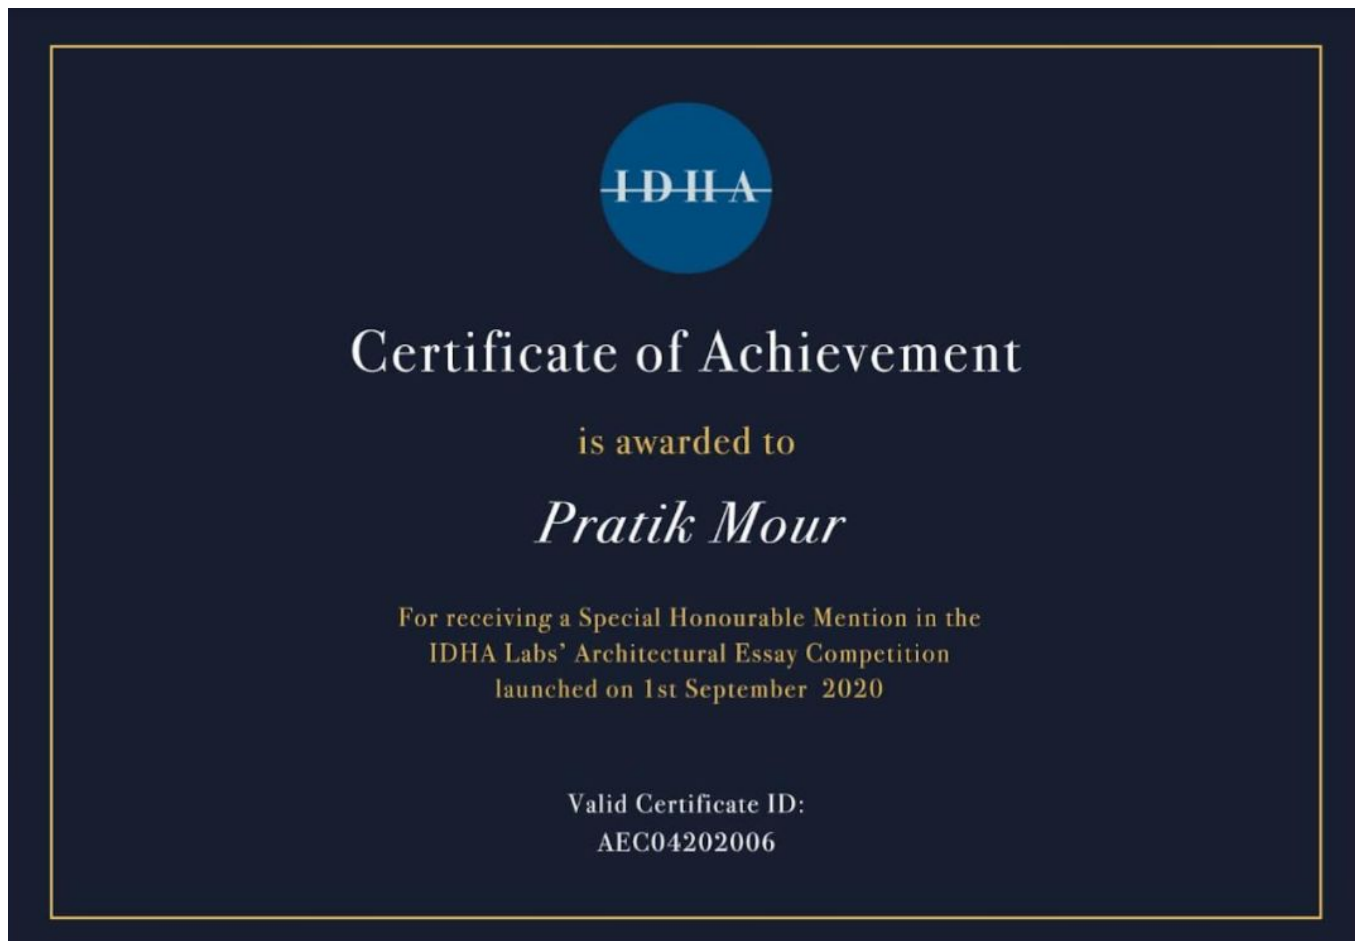 IDHA
Certificate of Achievement
is awarded to
Pratik Mour
For receiving a Special Honourable Mention in the
IDHA Labs’ Architectural Essay Competition
launched on 1st September 2020
Valid Certificate ID:
AEC04202006